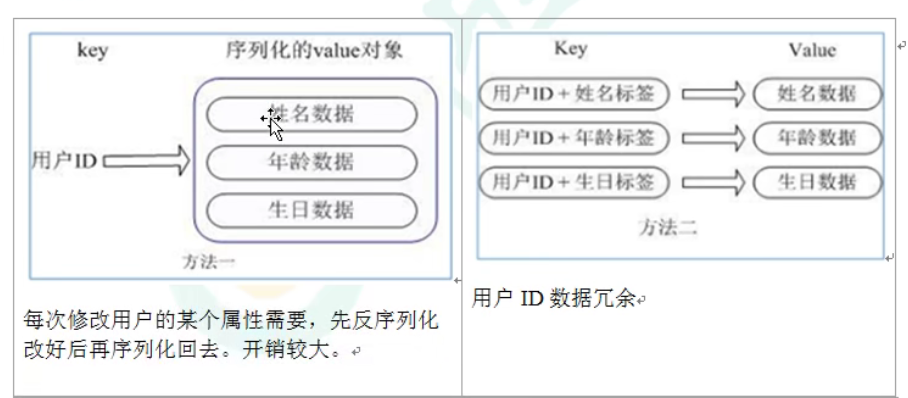 key 序列化的value对象
用户ID
姓名数据
年龄数据
生日数据
方法一
每次修改用户的某个属性需要，先反序列化
改好后再序列化回去。开销较大。
Key Value
用户ID + 姓名标签 姓名数据
用户ID + 年龄标签 年龄数据
用户ID + 生日标签 生日数据
方法二
用户 ID 数据冗余